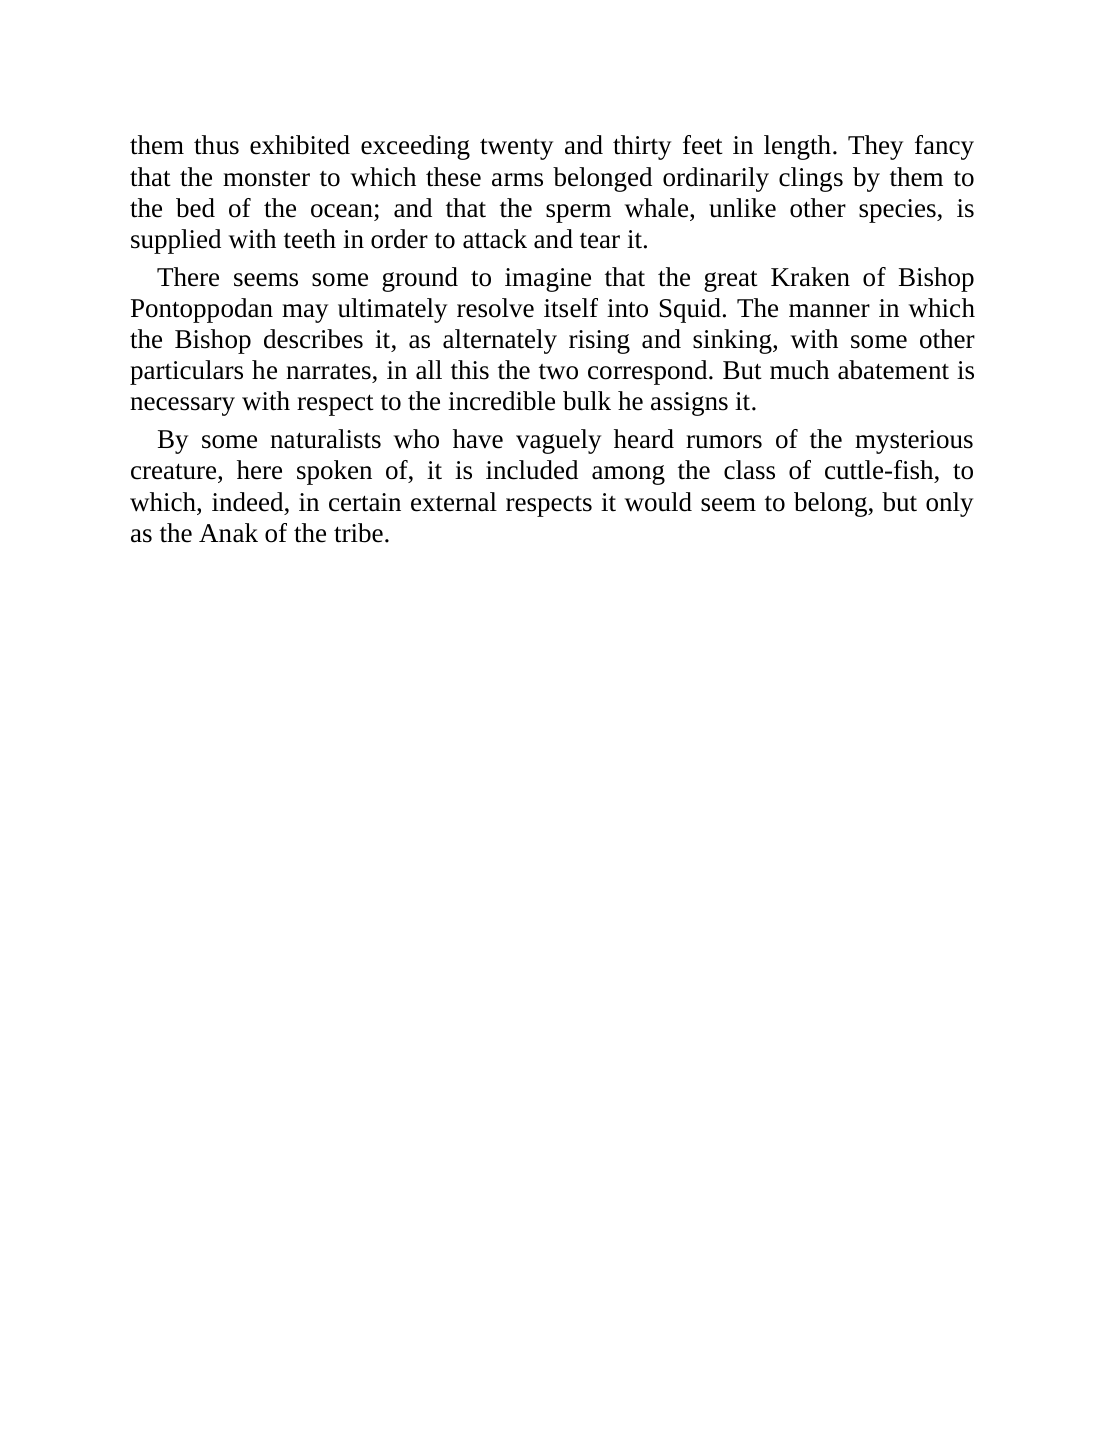 them thus exhibited exceeding twenty and thirty feet in length. They fancy
that the monster to which these arms belonged ordinarily clings by them to
the bed of the ocean; and that the sperm whale, unlike other species, is
supplied with teeth in order to attack and tear it.
There seems some ground to imagine that the great Kraken of Bishop
Pontoppodan may ultimately resolve itself into Squid. The manner in which
the Bishop describes it, as alternately rising and sinking, with some other
particulars he narrates, in all this the two correspond. But much abatement is
necessary with respect to the incredible bulk he assigns it.
By some naturalists who have vaguely heard rumors of the mysterious
creature, here spoken of, it is included among the class of cuttle-fish, to
which, indeed, in certain external respects it would seem to belong, but only
as the Anak of the tribe.